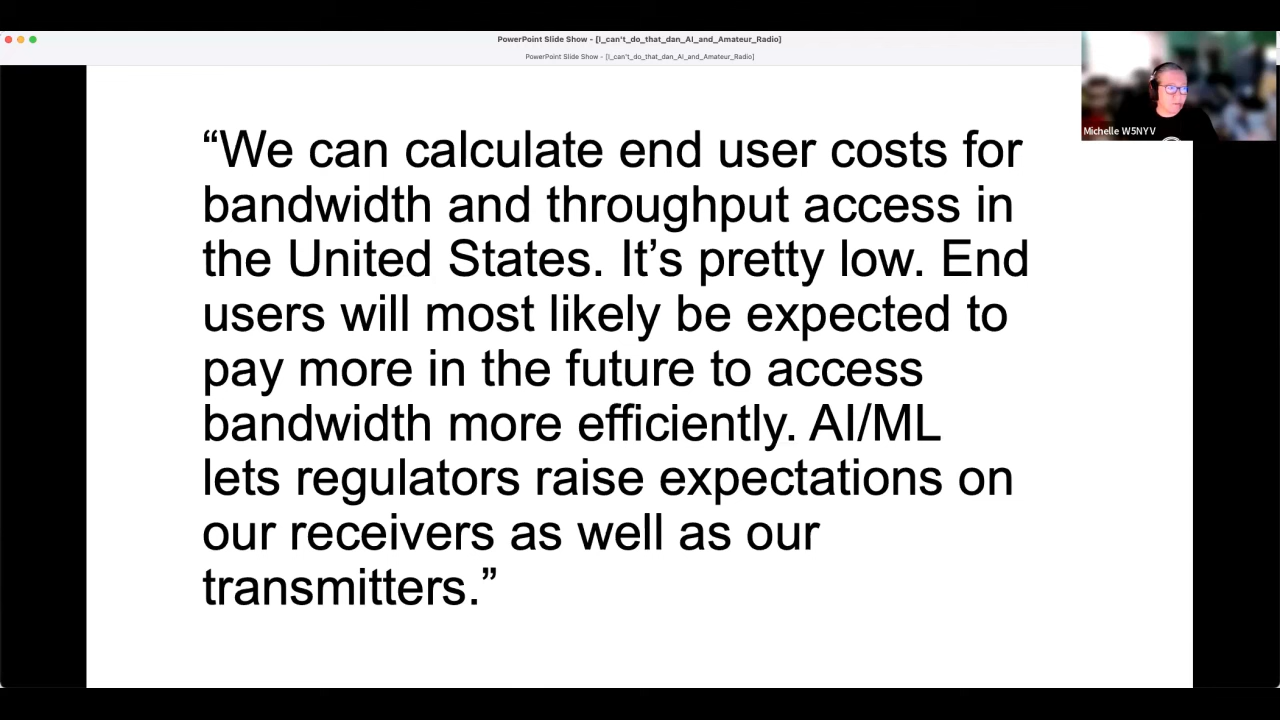 PowerPoint Slide Show - [I_can't_do_that_dan_AI_and_Amateur_Radio]
PowerPoint Slide Show - [I_can't_do_that_dan_AI_and_Amateur_Radio]
Michelle W5NYV
“We can calculate end user costs for
bandwidth and throughput access in
the United States. It’s pretty low. End
users will most likely be expected to
pay more in the future to access
bandwidth more efficiently. AI/ML
lets regulators raise expectations on
our receivers as well as our
transmitters.”